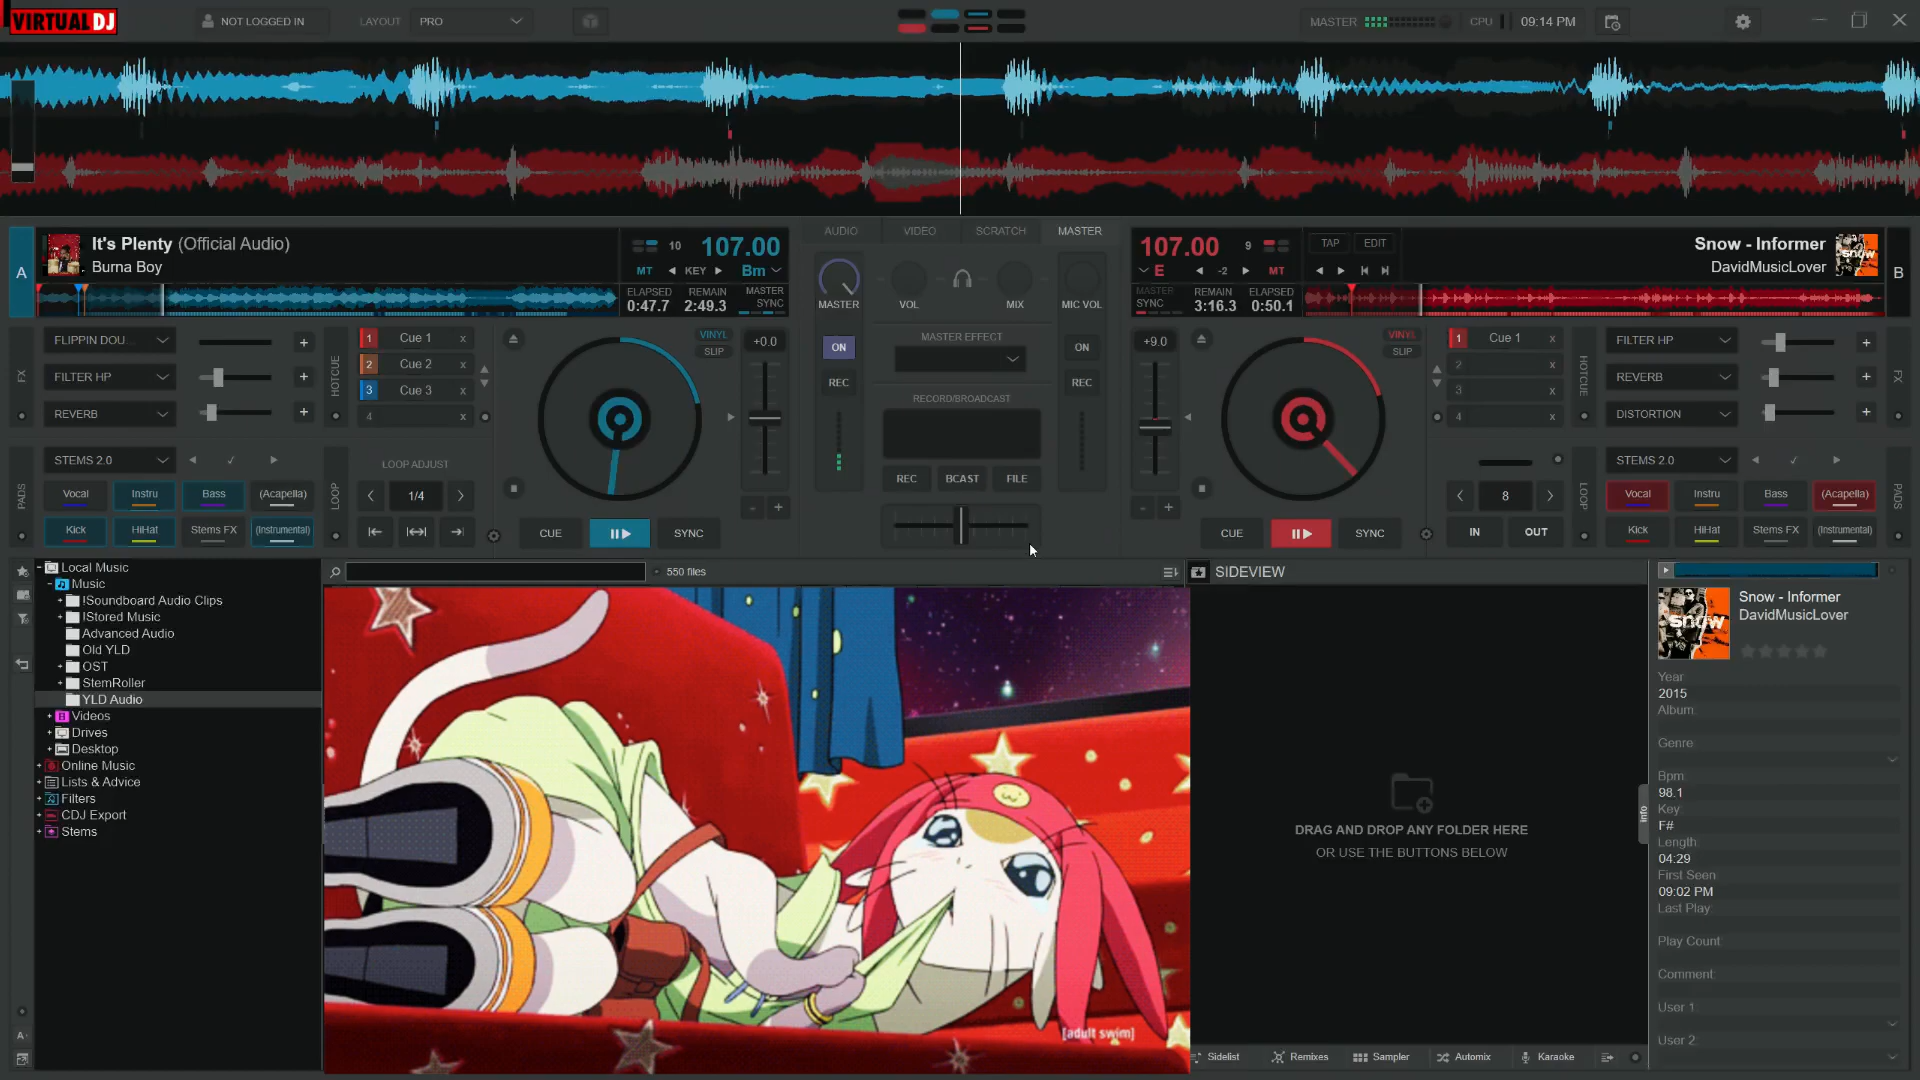 VIRTUAL DJ
NOT LOGGED IN
LAYOUT PRO
MASTER
CPU
09:14 PM
A
It's Plenty (Official Audio)
Burna Boy
10 107.00
MT KEY Bm
ELAPSED REMAIN MASTER
0:47.7 2:49.3 SYNC
AUDIO VIDEO SCRATCH MASTER
MASTER VOL MIX MIC VOL
107.00 9
E -2 MT
MASTER SYNC REMAIN ELAPSED
3:16.3 0:50.1
TAP EDIT
Snow - Informer
DavidMusicLover
B
FX
FLIPPIN DOU...
FILTER HP
REVERB
HOTCUE
1 Cue 1 x
2 Cue 2 x
3 Cue 3 x
4 x
VINYL
SLIP
+0.0
ON
REC
MASTER EFFECT
RECORD/BROADCAST
REC BCAST FILE
ON
REC
+9.0
VINYL
SLIP
1 Cue 1 x
2 x
3 x
4 x
HOTCUE
FILTER HP
REVERB
DISTORTION
FX
PADS
STEMS 2.0
Vocal Instru Bass (Acapella)
Kick HiHat Stems FX (Instrumental)
LOOP
LOOP ADJUST
1/4
CUE SYNC
CUE SYNC
8
IN OUT
LOOP
STEMS 2.0
Vocal Instru Bass (Acapella)
Kick HiHat Stems FX (Instrumental)
PADS
Local Music
Music
!Soundboard Audio Clips
!Stored Music
Advanced Audio
Old YLD
OST
StemRoller
YLD Audio
Videos
Drives
Desktop
Online Music
Lists & Advice
Filters
CDJ Export
Stems
550 files
[adult swim]
SIDEVIEW
DRAG AND DROP ANY FOLDER HERE
OR USE THE BUTTONS BELOW
Sidelist Remixes Sampler Automix Karaoke
info
snow
Snow - Informer
DavidMusicLover
Year
2015
Album
Genre
Bpm
98.1
Key
F#
Length
04:29
First Seen
09:02 PM
Last Play
Play Count
Comment
User 1
User 2